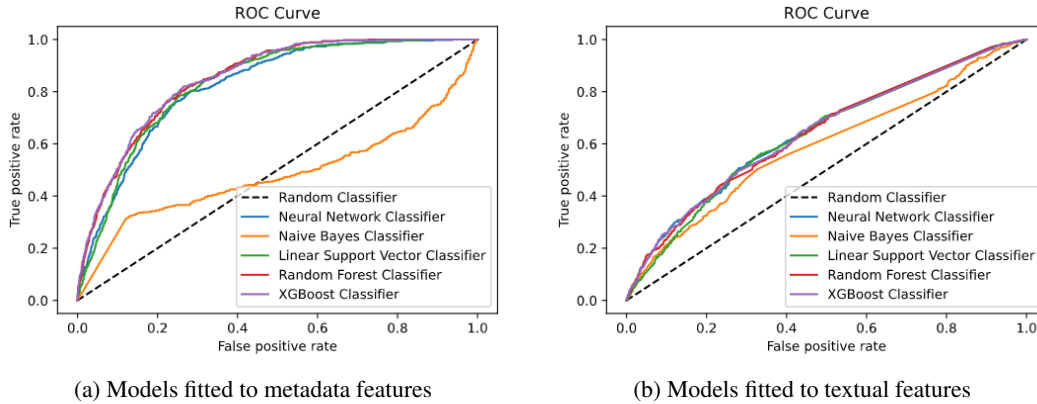 ROC Curve
1.0
0.8
0.6
0.4
0.2
0.0
True positive rate
Random Classifier
Neural Network Classifier
Naive Bayes Classifier
Linear Support Vector Classifier
Random Forest Classifier
XGBoost Classifier
0.0 0.2 0.4 0.6 0.8 1.0
False positive rate
(a) Models fitted to metadata features
ROC Curve
1.0
0.8
0.6
0.4
0.2
0.0
True positive rate
Random Classifier
Neural Network Classifier
Naive Bayes Classifier
Linear Support Vector Classifier
Random Forest Classifier
XGBoost Classifier
0.0 0.2 0.4 0.6 0.8 1.0
False positive rate
(b) Models fitted to textual features